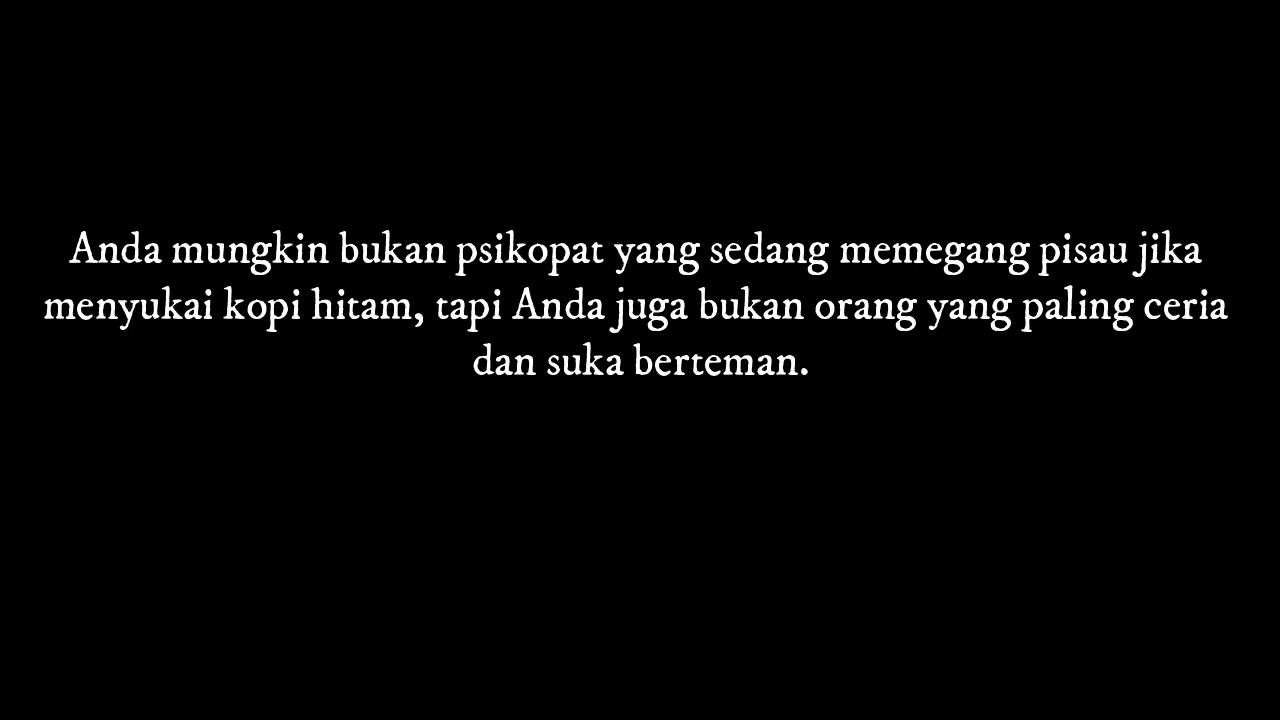 Anda mungkin bukan psikopat yang sedang memegang pisau jika
menyukai kopi hitam, tapi Anda juga bukan orang yang paling ceria
dan suka berteman.